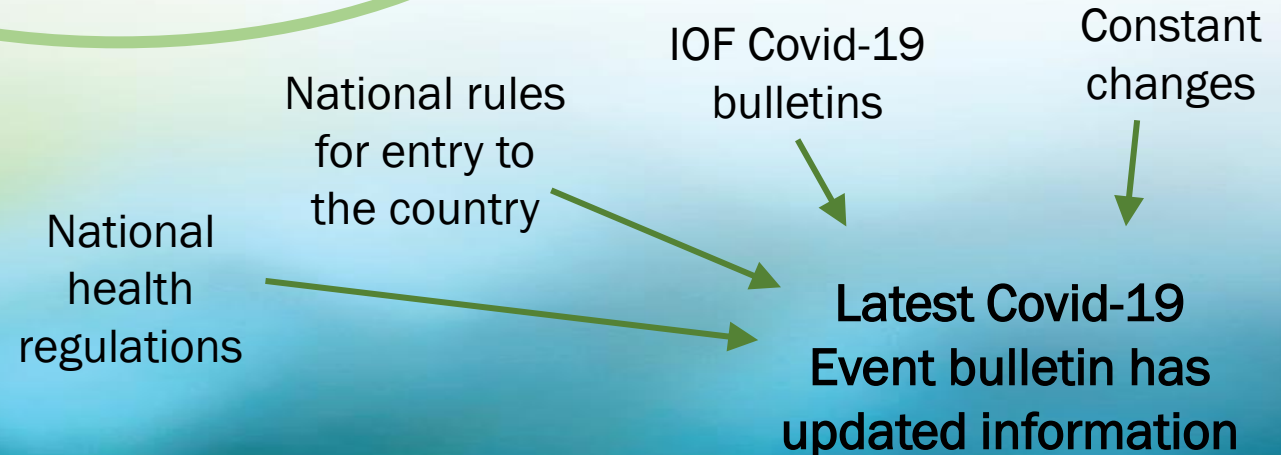 National
health
regulations
National rules
for entry to
the country
IOF Covid-19
bulletins
Constant
changes
Latest Covid-19
Event bulletin has
updated information